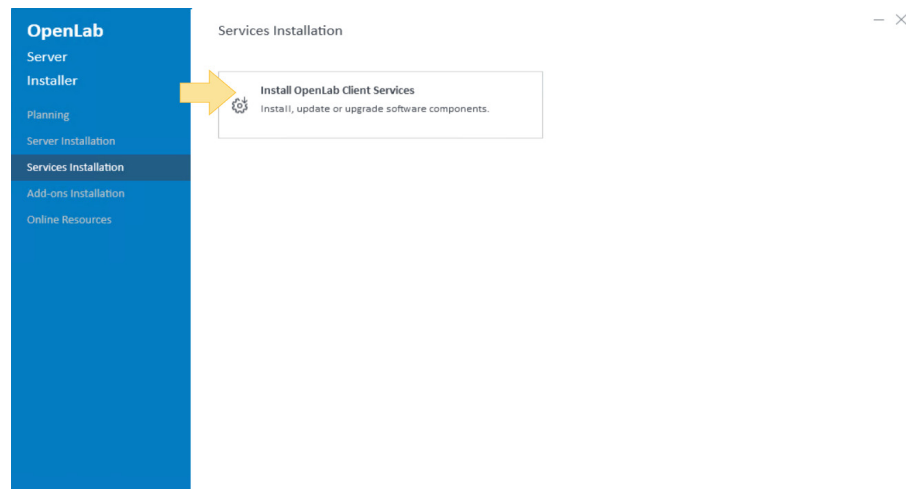 OpenLab
Server
Installer
Planning
Server Installation
Services Installation
Add-ons Installation
Online Resources
Services Installation
Install OpenLab Client Services
Install, update or upgrade software components.